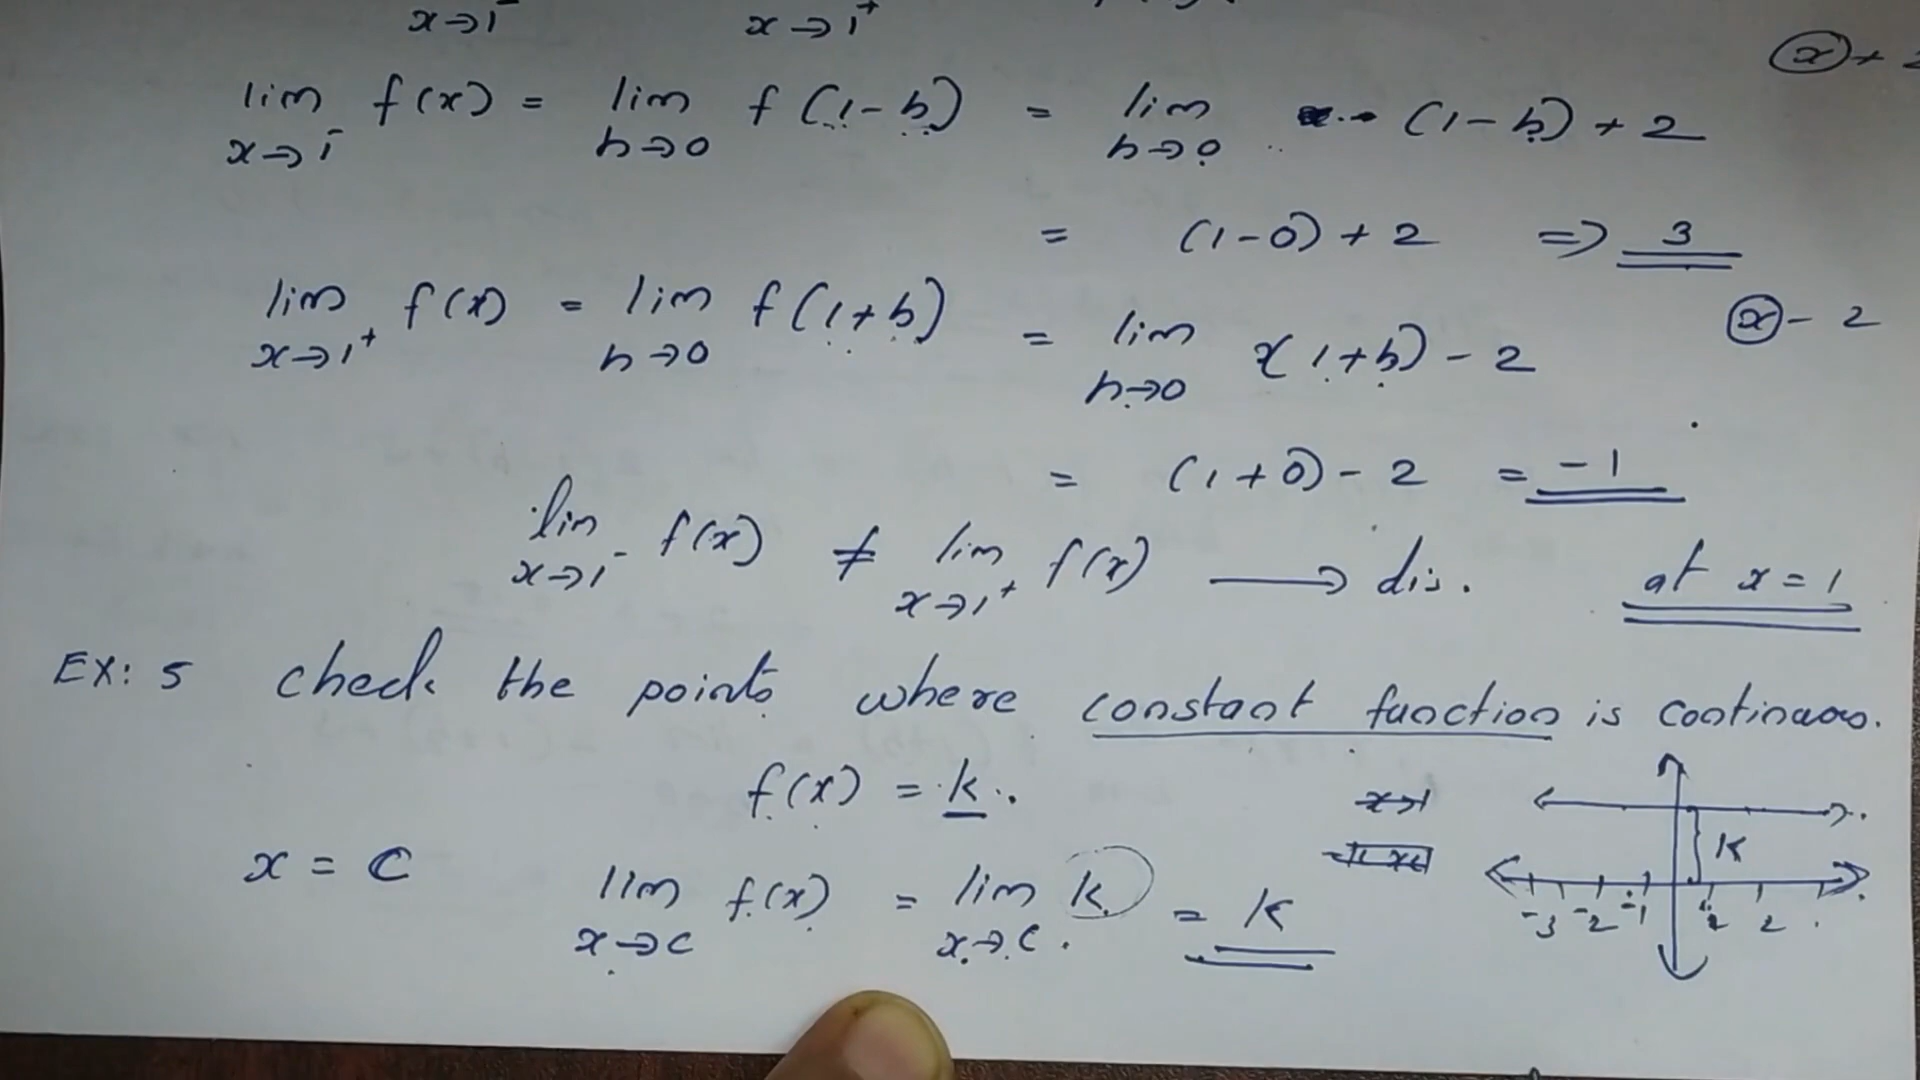 x→1⁻ x→1⁺
(x)+
lim f(x) = lim f(1-h) = lim (1-h)+2
x→1⁻ h→0 h→0
= (1-0)+2 => 3
(x)-2
lim f(x) = lim f(1+h) = lim (1+h)-2
x→1⁺ h→0 h→0
= (1+0)-2 = -1
lim f(x) ≠ lim f(x) → dis. at x=1
x→1⁻ x→1⁺
EX: 5 check the points where constant function is continuous.
f(x) = k.
x→1
K
x = C
lim f(x) = lim k = K
x→c x→c
-3 -2 -1 1 2